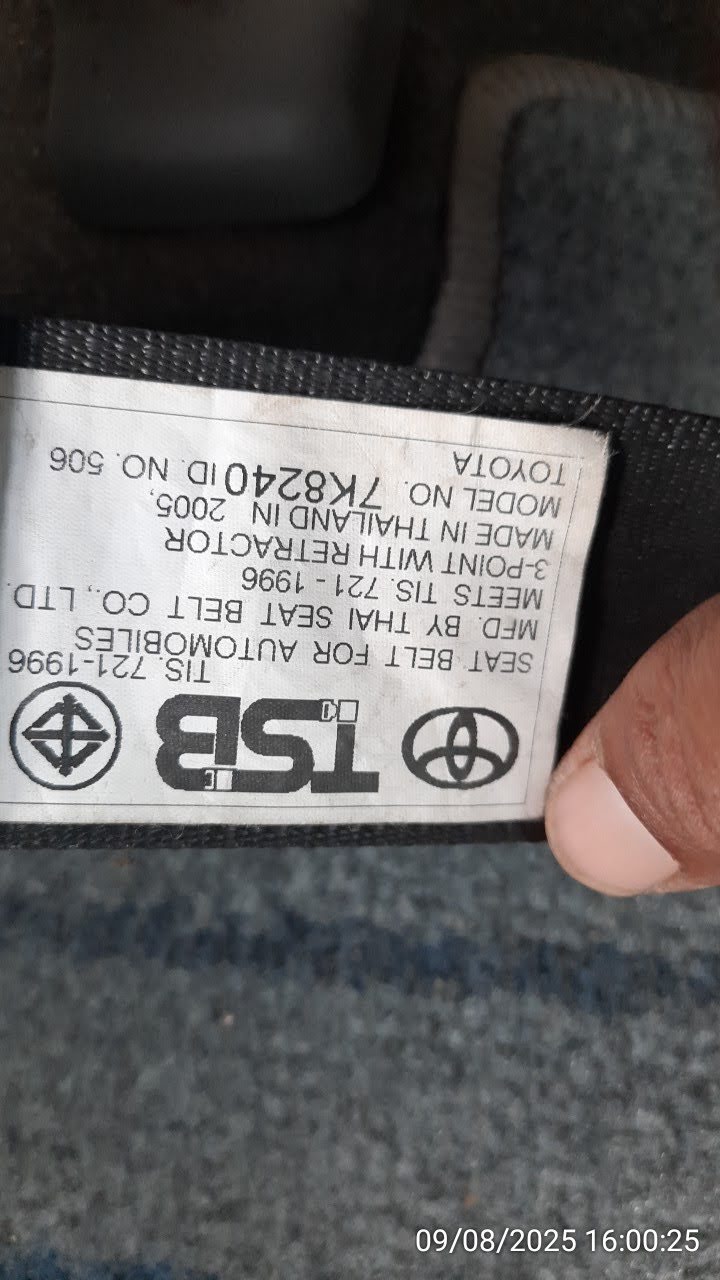 TSB
TIS. 721-1996
SEAT BELT FOR AUTOMOBILES
MFD. BY THAI SEAT BELT CO., LTD.
MEETS TIS. 721 - 1996
3-POINT WITH RETRACTOR
MADE IN THAILAND IN 2005,
MODEL NO. 7K8240 ID. NO. 506
TOYOTA
09/08/2025 16:00:25